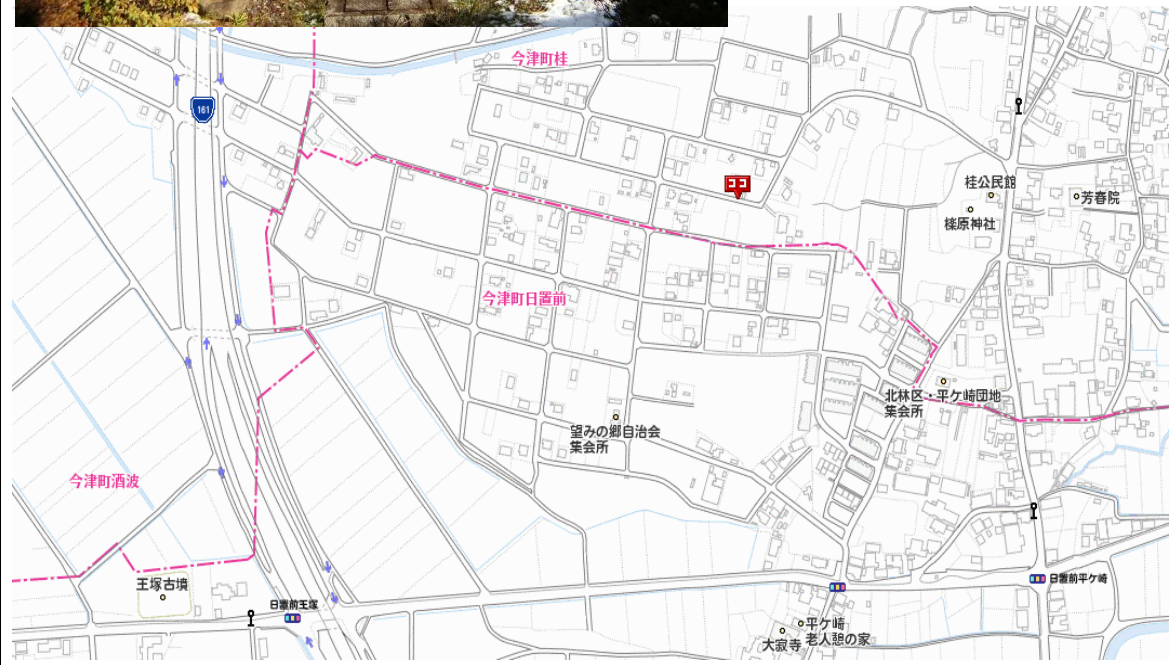 今津町桂
161
ココ
桂公民館
芳春院
榡原神社
今津町日置前
北林区・平ケ崎団地
集会所
望みの郷自治会
集会所
今津町酒波
王塚古墳
日置前王塚
日置前平ケ崎
平ケ崎
老人憩の家
大寂寺